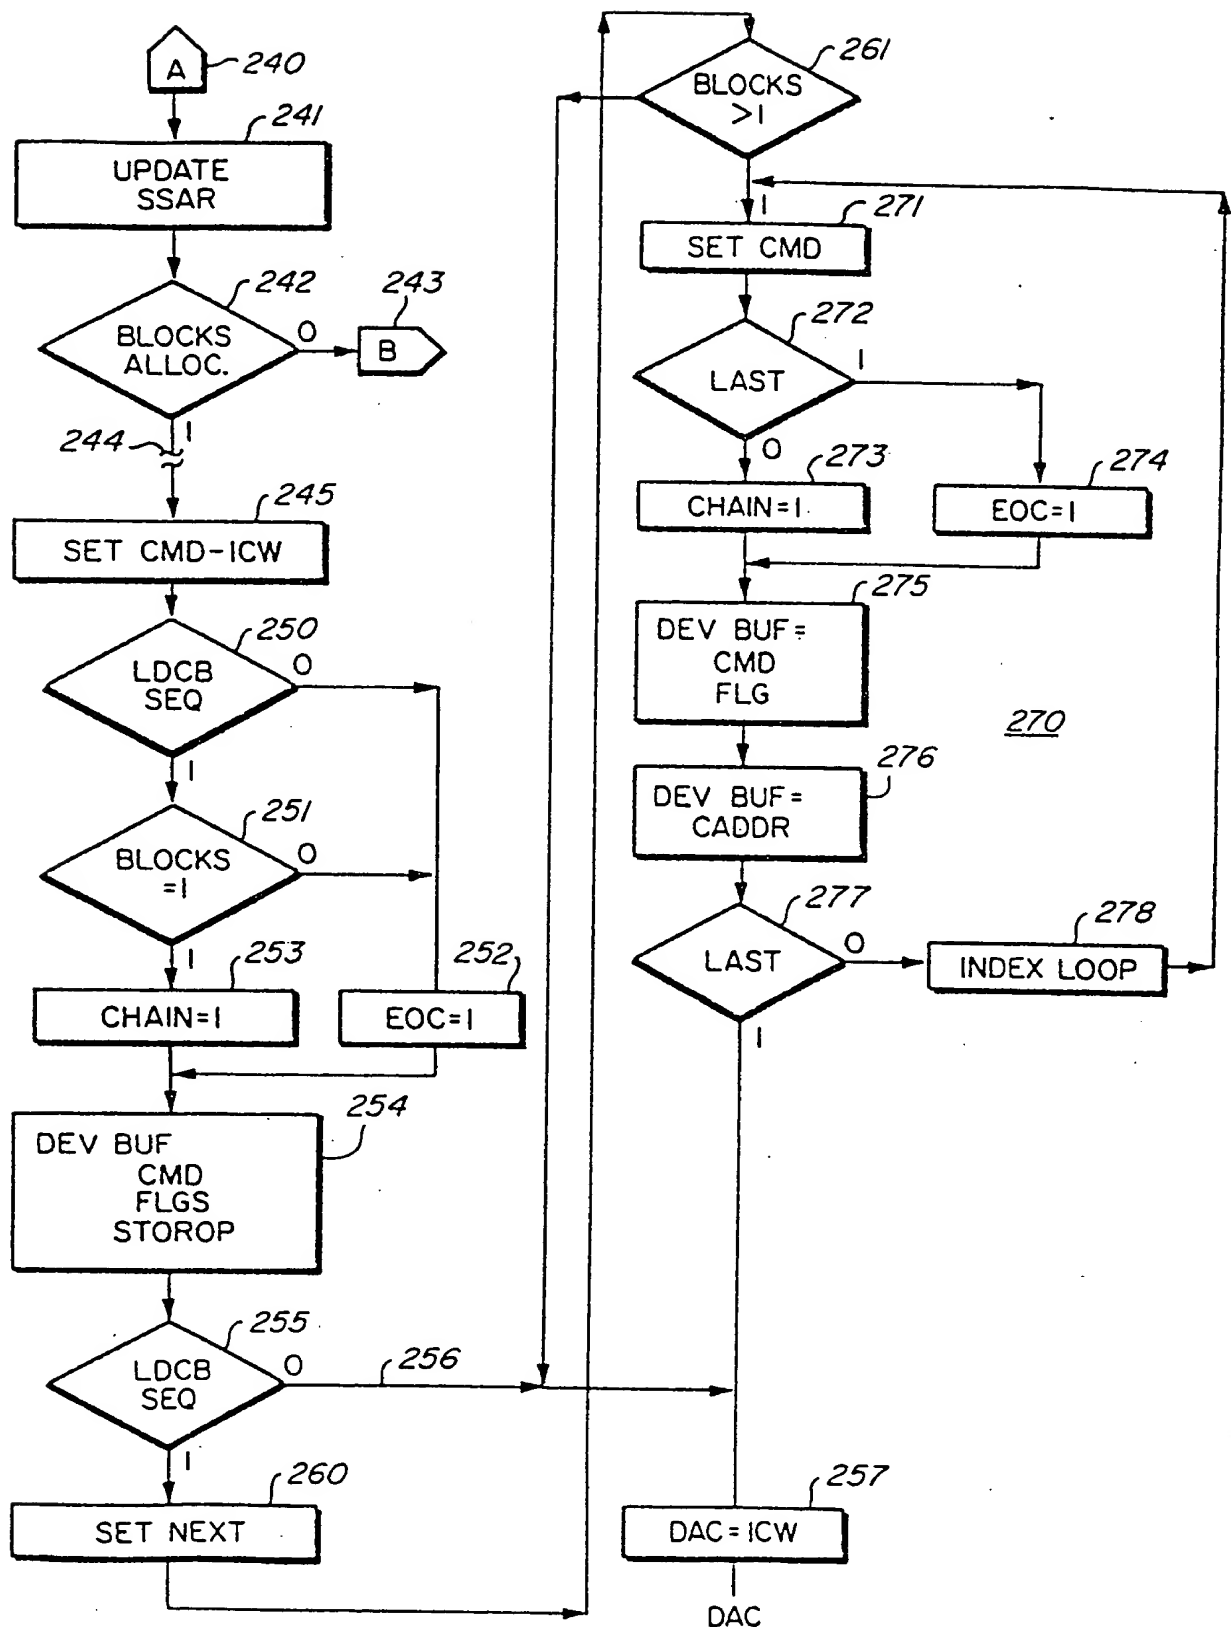 A
240
241
UPDATE
SSAR
242
BLOCKS
ALLOC.
0
243
B
1
244
245
SET CMD-ICW
250
LDCB
SEQ
0
1
251
BLOCKS
=1
0
1
253
CHAIN=1
252
EOC=1
254
DEV BUF
CMD
FLGS
STOROP
255
LDCB
SEQ
0
256
1
260
SET NEXT
261
BLOCKS
>1
1
271
SET CMD
272
LAST
1
0
273
CHAIN=1
274
EOC=1
275
DEV BUF=
CMD
FLG
270
276
DEV BUF=
CADDR
277
LAST
0
278
INDEX LOOP
1
257
DAC=ICW
DAC